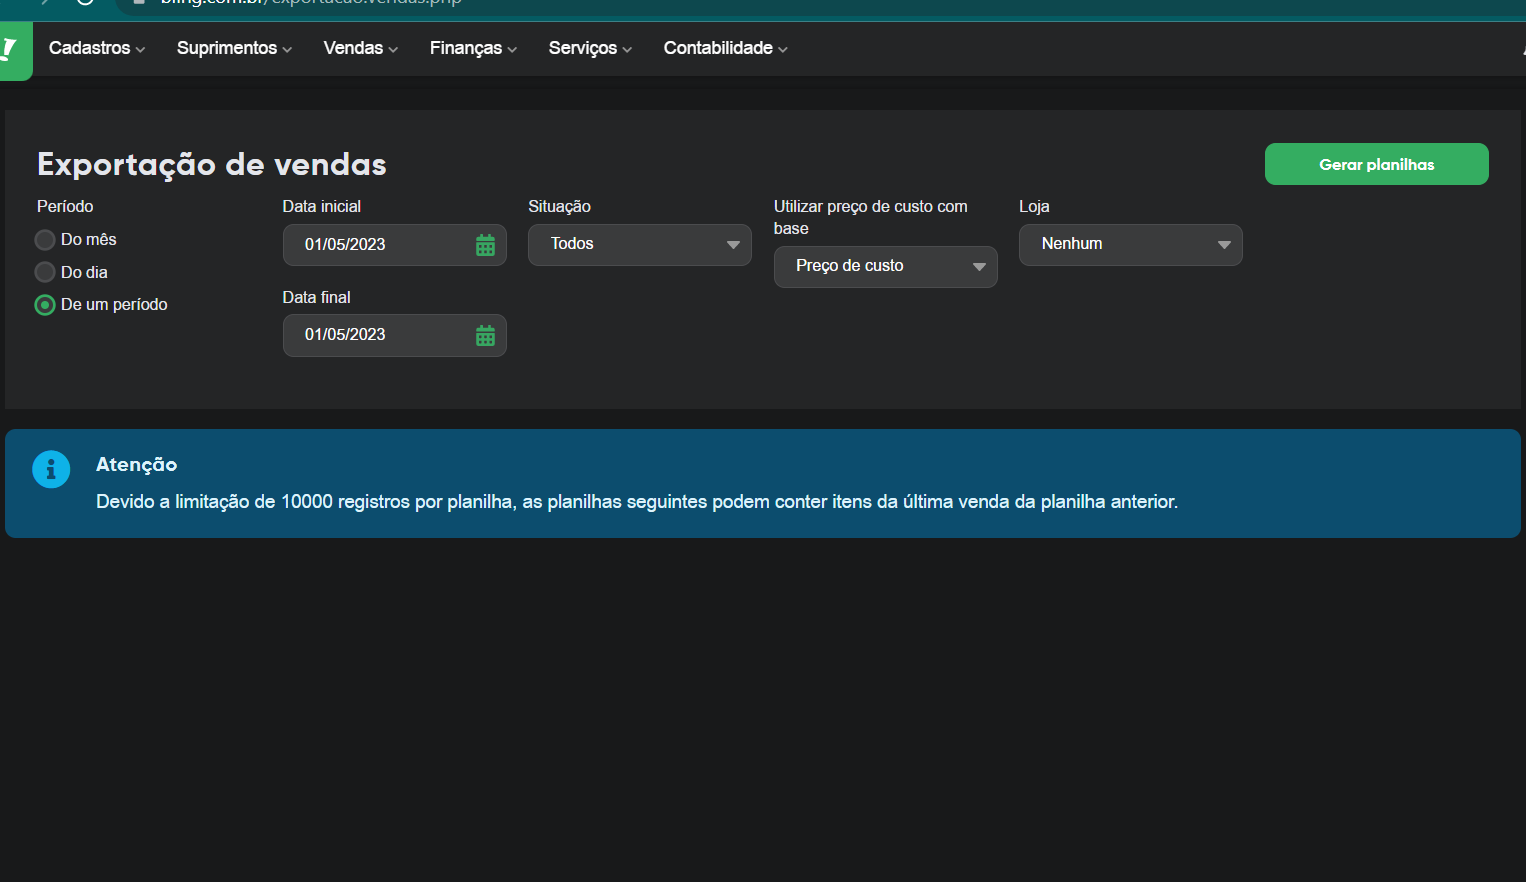 bling.com.br/exportacao.vendas.php
Cadastros
Suprimentos
Vendas
Finanças
Serviços
Contabilidade
Exportação de vendas
Gerar planilhas
Período
Do mês
Do dia
De um período
Data inicial
01/05/2023
Data final
01/05/2023
Situação
Todos
Utilizar preço de custo com
base
Preço de custo
Loja
Nenhum
Atenção
Devido a limitação de 10000 registros por planilha, as planilhas seguintes podem conter itens da última venda da planilha anterior.